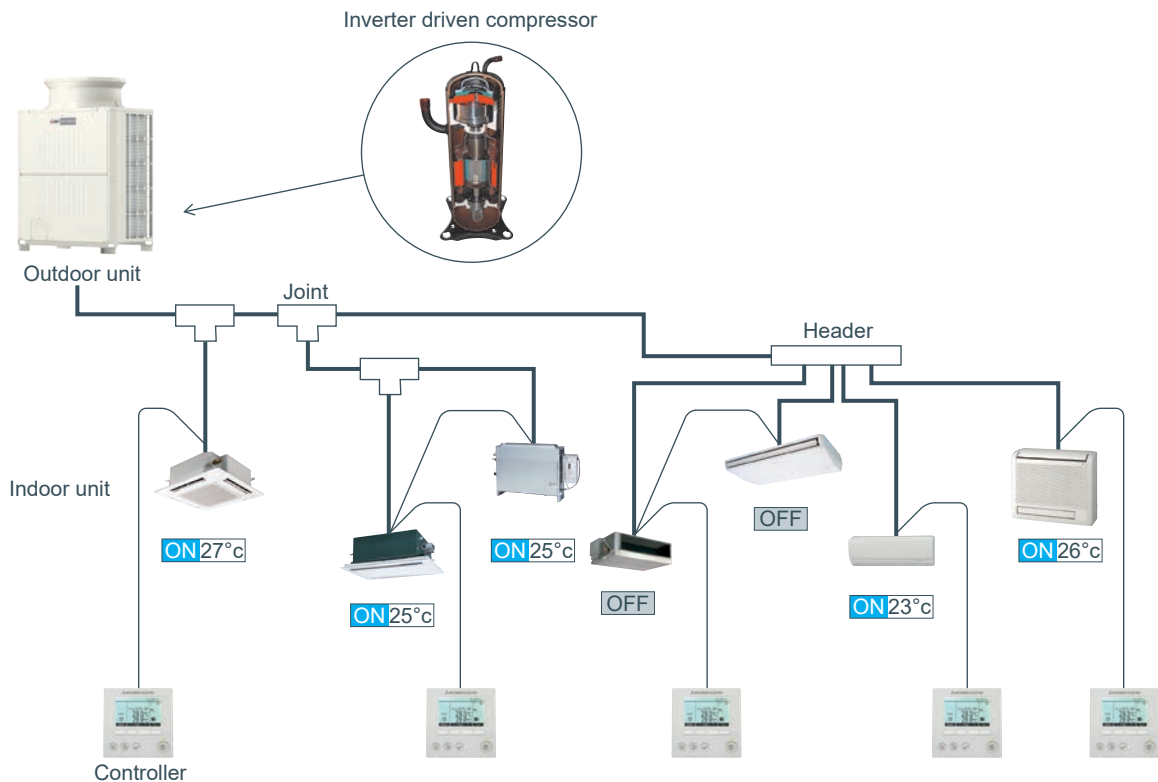 Inverter driven compressor
Outdoor unit
Joint
Header
Indoor unit
ON 27°c
ON 25°c
ON 25°c
OFF
OFF
ON 23°c
ON 26°c
Controller